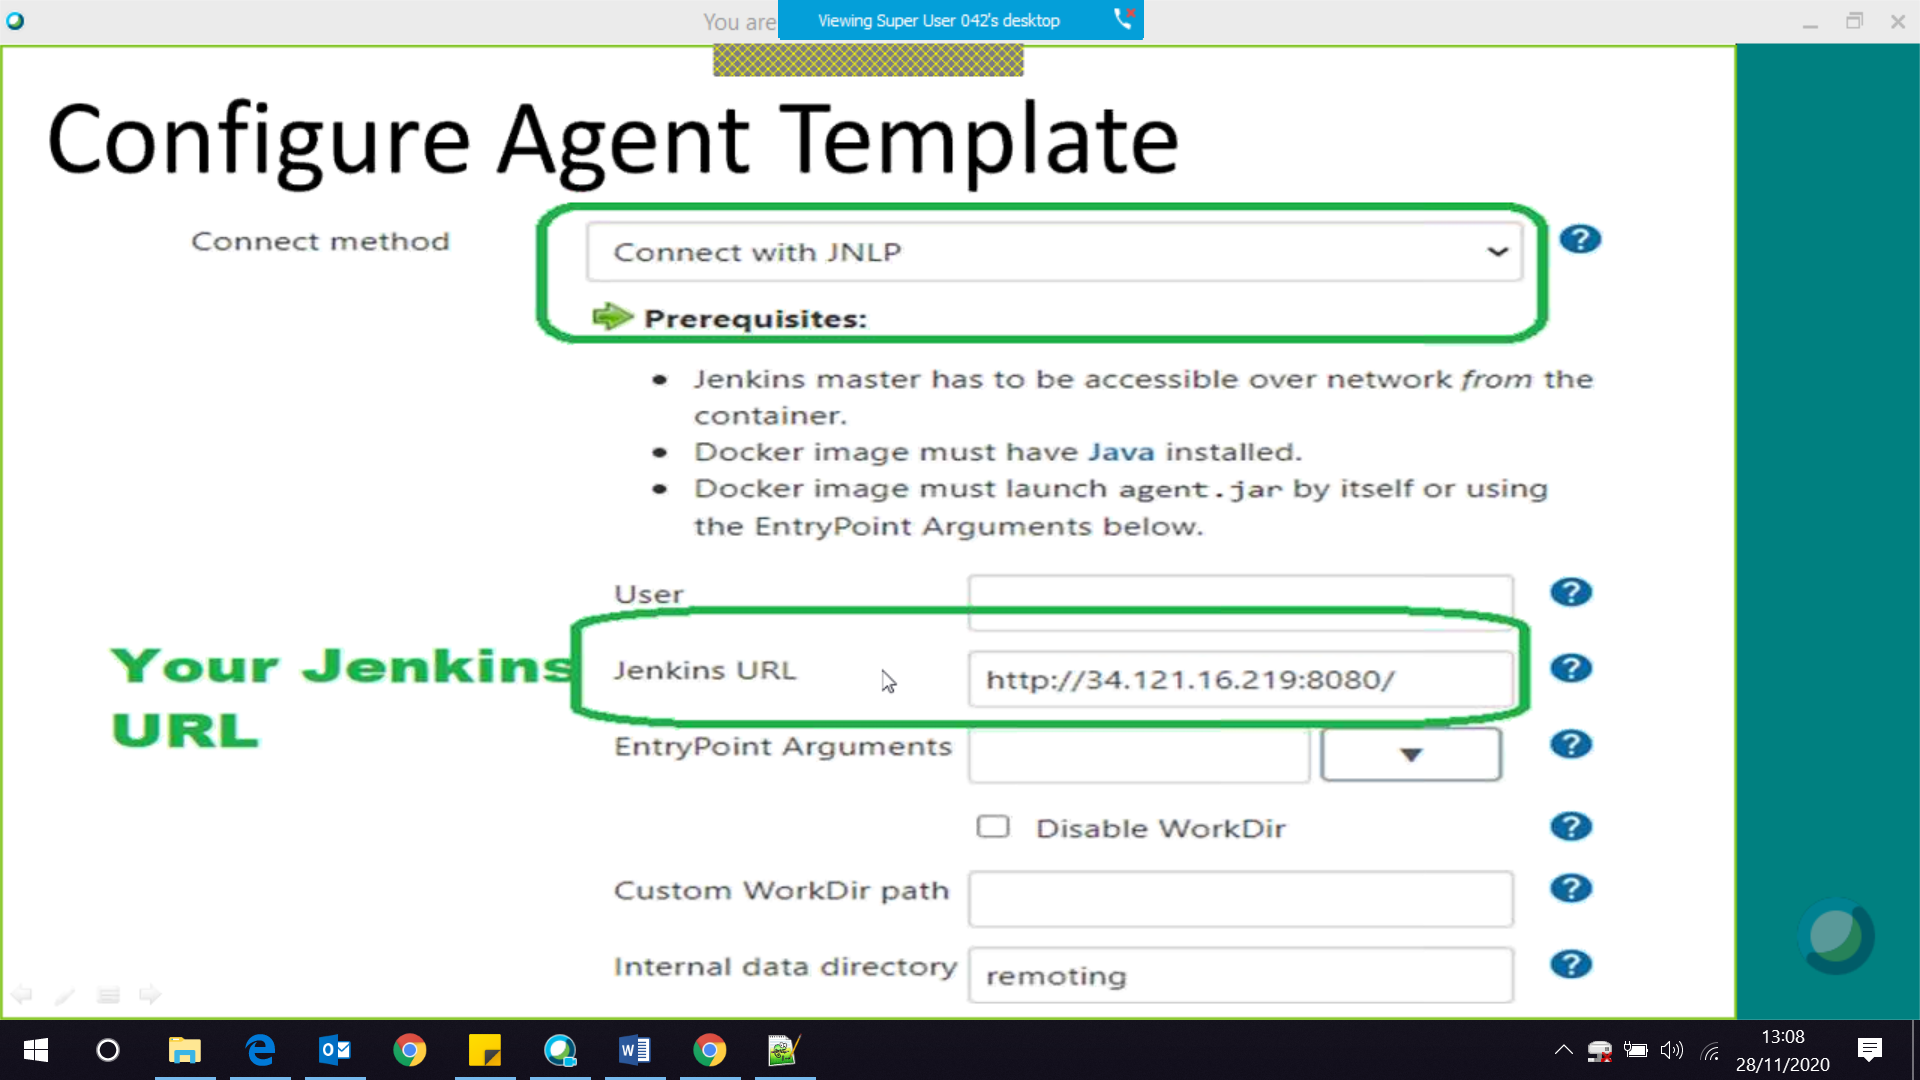 You are
Viewing Super User 042's desktop
Configure Agent Template
Connect method
Connect with JNLP
Prerequisites:
Jenkins master has to be accessible over network from the
container.
Docker image must have Java installed.
Docker image must launch agent.jar by itself or using
the EntryPoint Arguments below.
User
Your Jenkins
URL
Jenkins URL
http://34.121.16.219:8080/
EntryPoint Arguments
Disable WorkDir
Custom WorkDir path
Internal data directory
remoting
13:08
28/11/2020